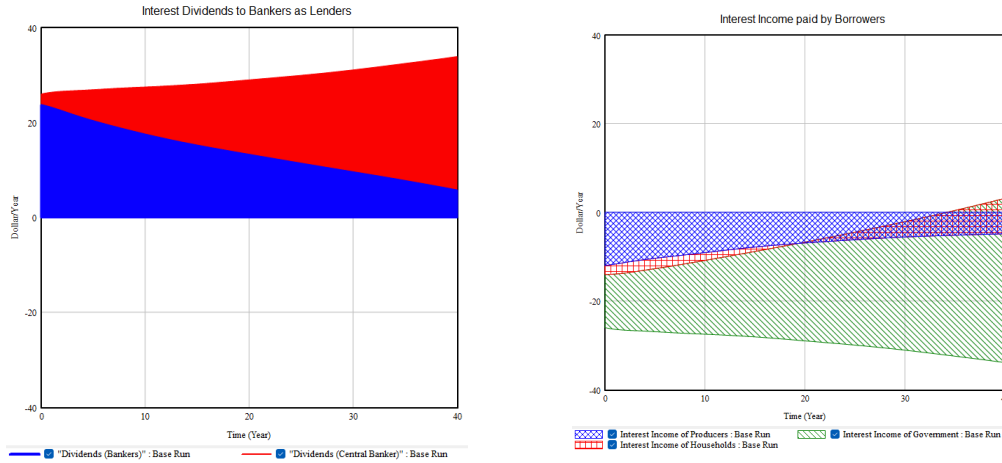 Interest Dividends to Bankers as Lenders
40
20
0
-20
-40
Dollar/Year
0 10 20 30 40
Time (Year)
"Dividends (Bankers)" : Base Run
"Dividends (Central Banker)" : Base Run
Interest Income paid by Borrowers
40
20
0
-20
-40
Dollar/Year
0 10 20 30 4
Time (Year)
Interest Income of Producers : Base Run
Interest Income of Households : Base Run
Interest Income of Government : Base Run